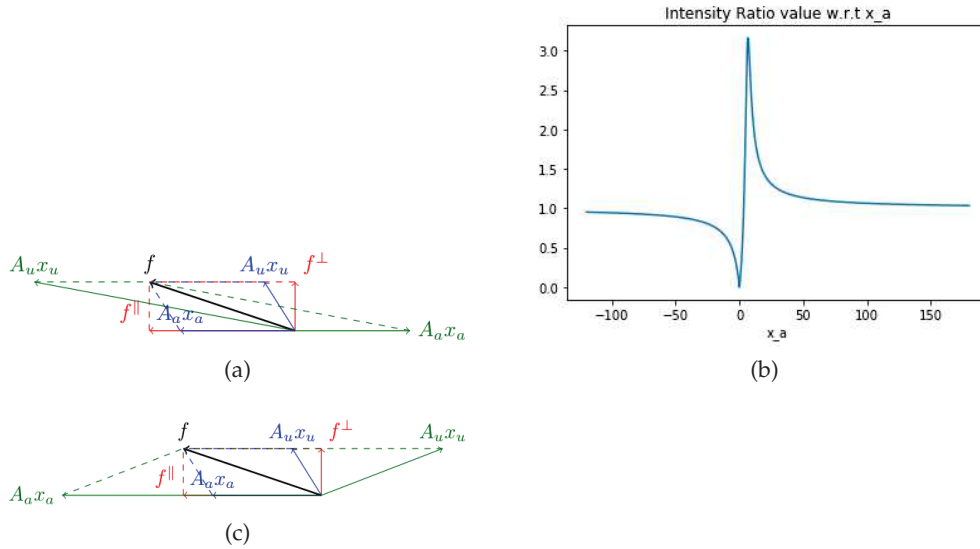 Intensity Ratio value w.r.t x_a
3.0
2.5
2.0
1.5
1.0
0.5
0.0
−100 −50 0 50 100 150
x_a
A_u x_u f A_u x_u f^⊥
f^∥ A_a x_a
A_a x_a
(a)
(b)
f A_u x_u f^⊥ A_u x_u
f^∥ A_a x_a
A_a x_a
(c)